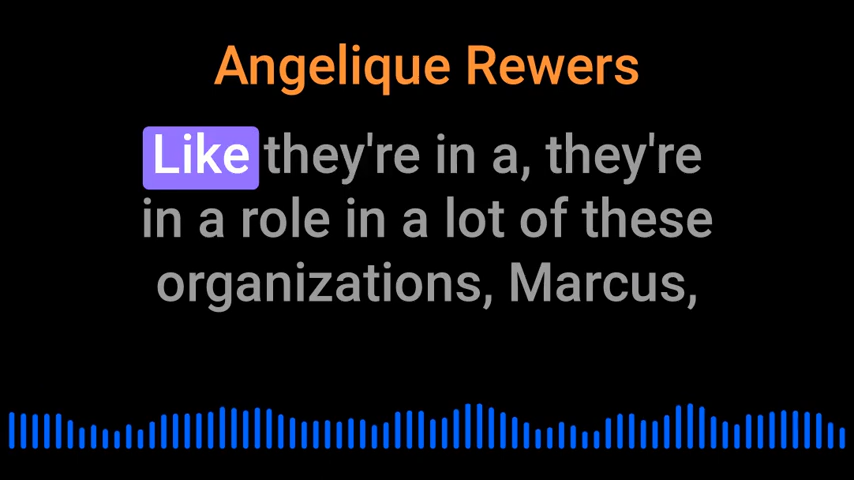 Angelique Rewers
Like they're in a, they're
in a role in a lot of these
organizations, Marcus,